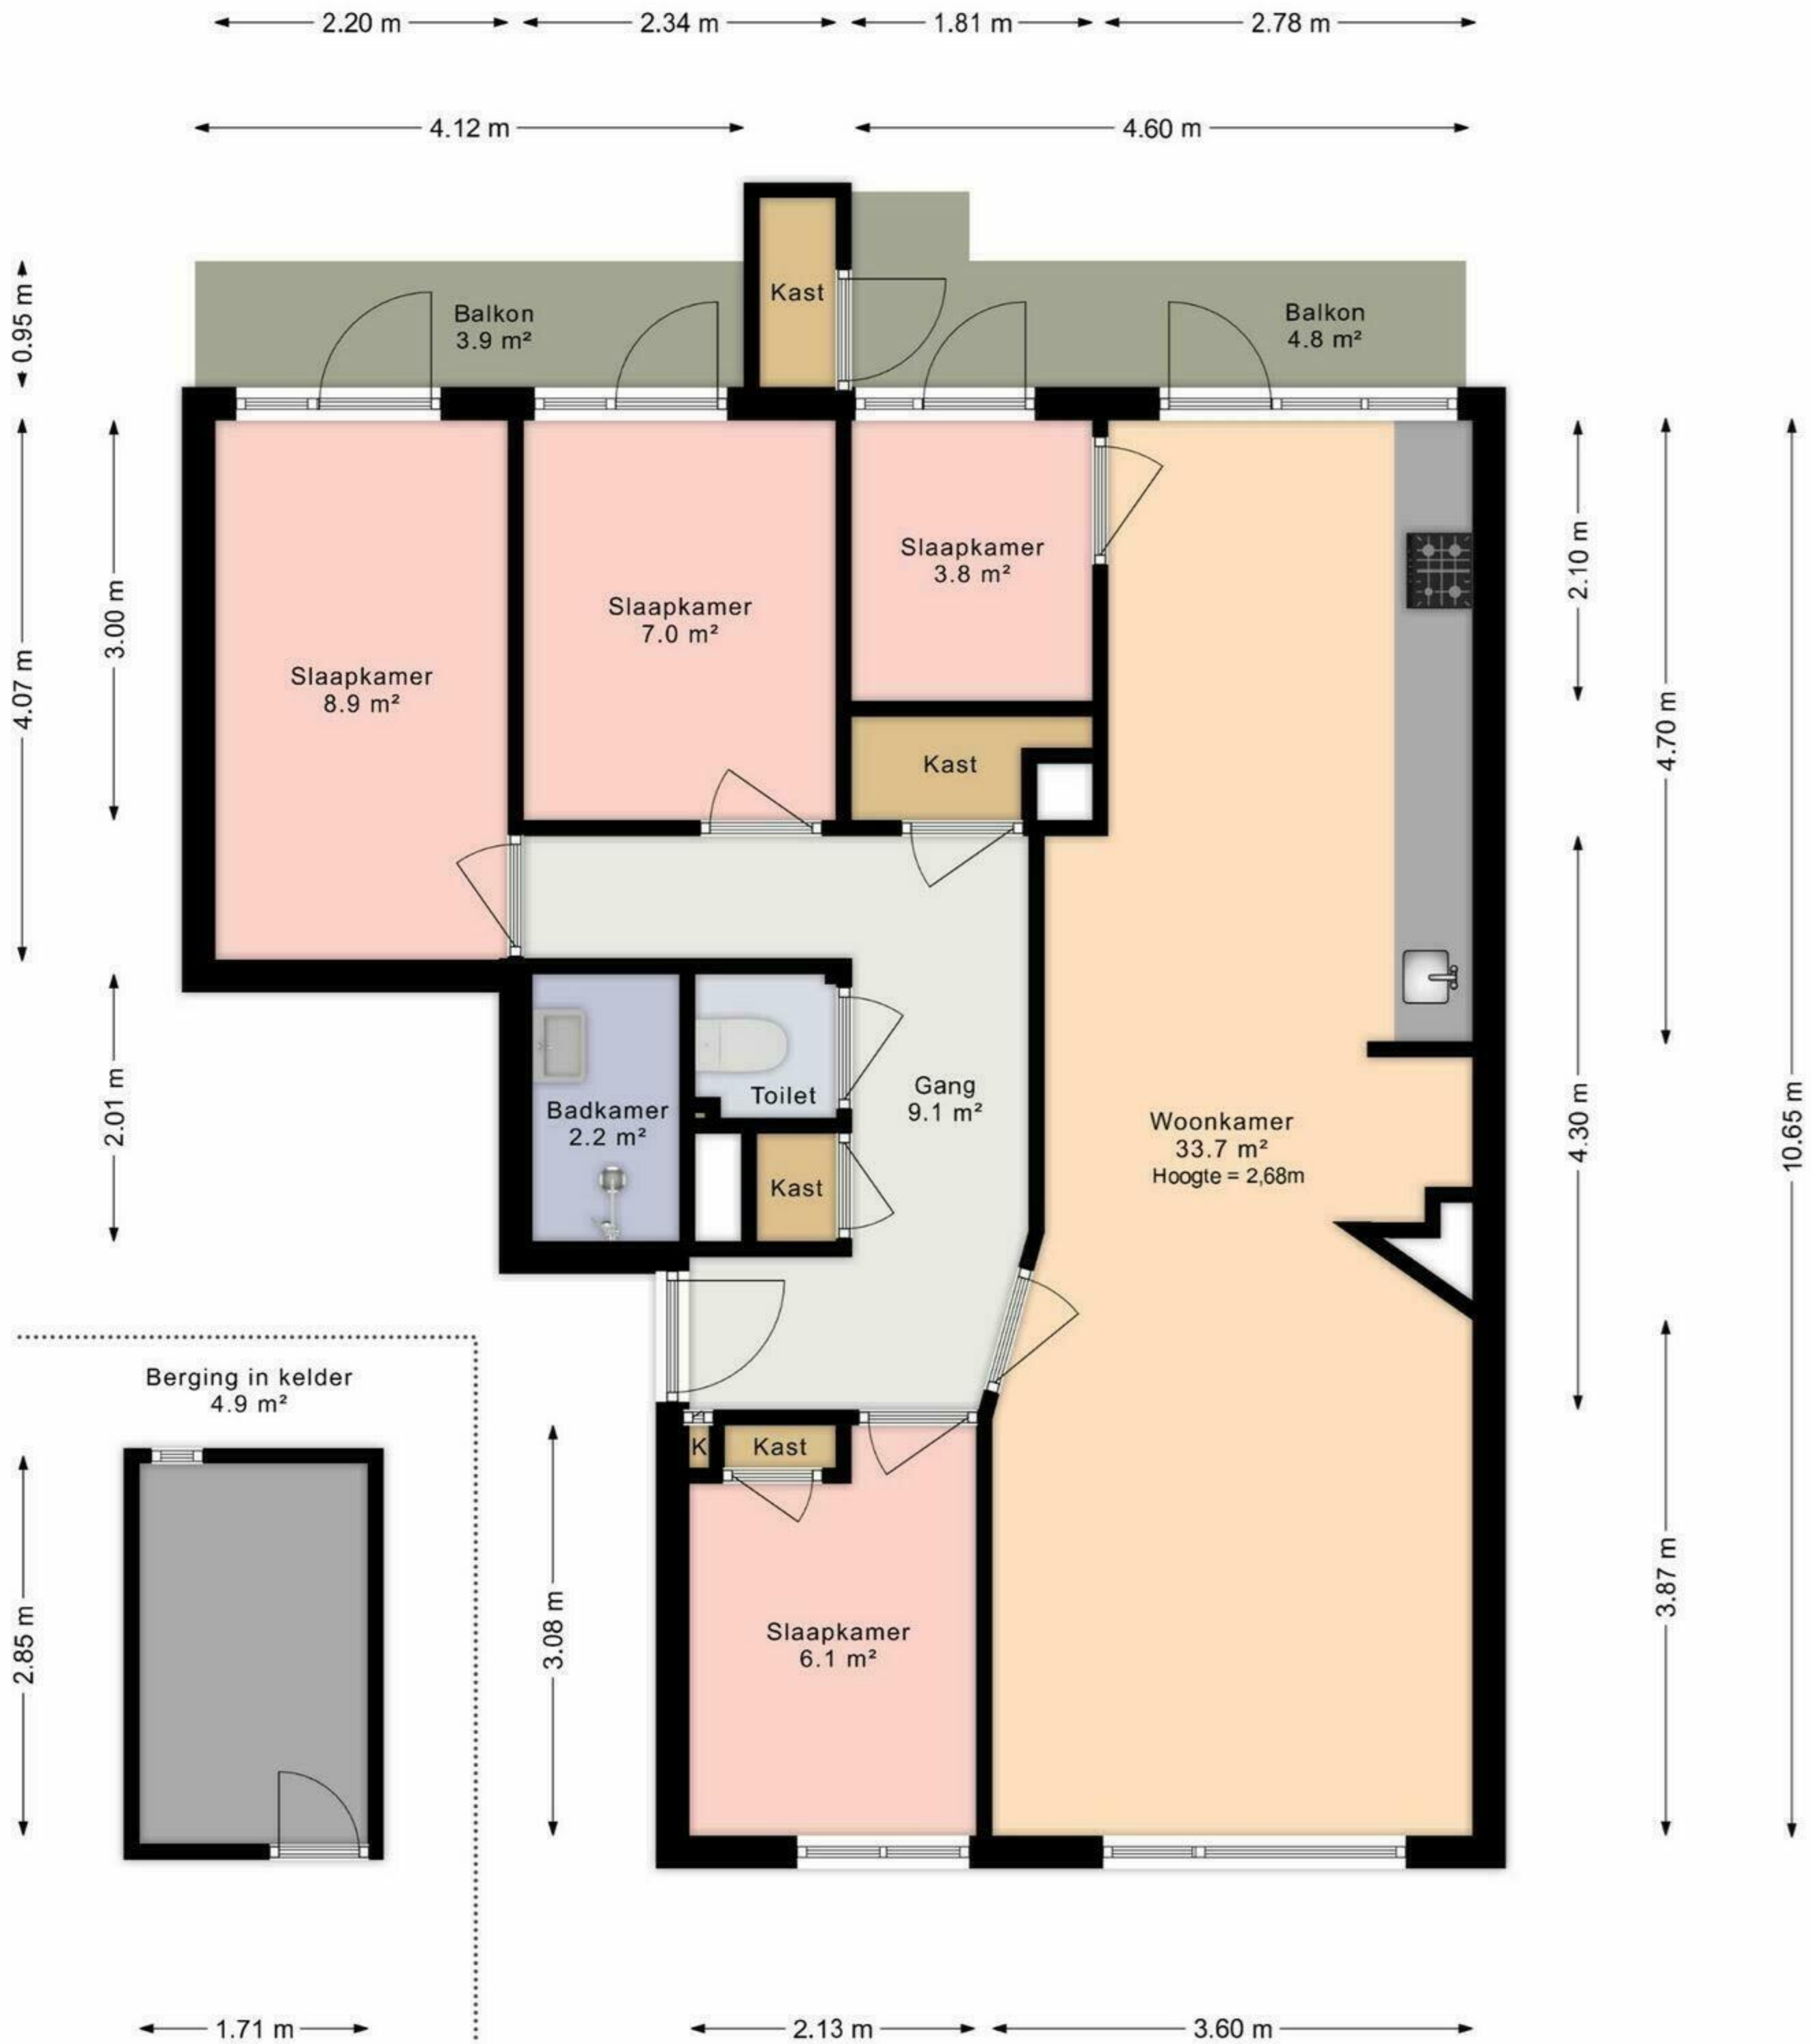 2.20 m
2.34 m
1.81 m
2.78 m
4.12 m
4.60 m
0.95 m
Kast
Balkon
3.9 m²
Balkon
4.8 m²
4.07 m
3.00 m
Slaapkamer
8.9 m²
Slaapkamer
7.0 m²
Slaapkamer
3.8 m²
Kast
2.10 m
4.70 m
10.65 m
2.01 m
Badkamer
2.2 m²
Toilet
Kast
Gang
9.1 m²
Woonkamer
33.7 m²
Hoogte = 2,68m
4.30 m
Berging in kelder
4.9 m²
K
Kast
2.85 m
3.08 m
Slaapkamer
6.1 m²
3.87 m
1.71 m
2.13 m
3.60 m